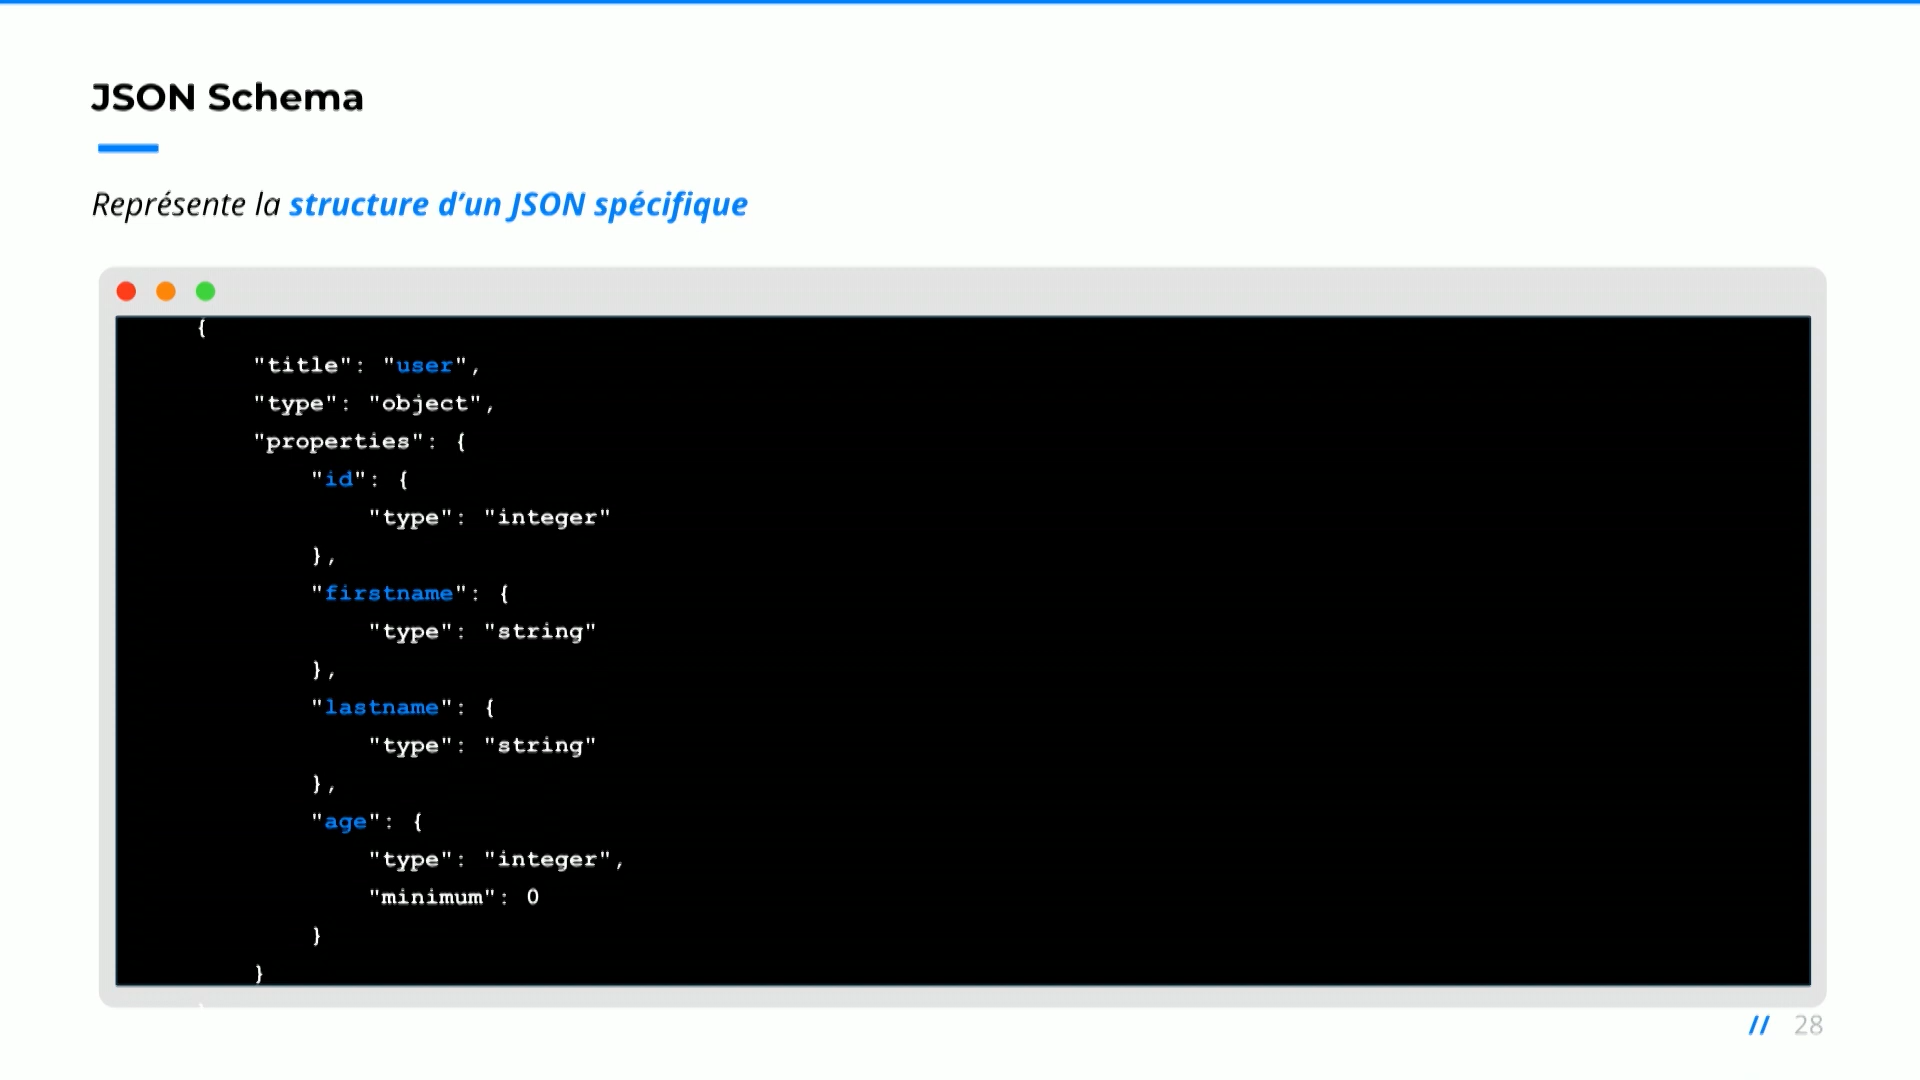 JSON Schema
Représente la structure d’un JSON spécifique
{
"title": "user",
"type": "object",
"properties": {
"id": {
"type": "integer"
},
"firstname": {
"type": "string"
},
"lastname": {
"type": "string"
},
"age": {
"type": "integer",
"minimum": 0
}
}
// 28